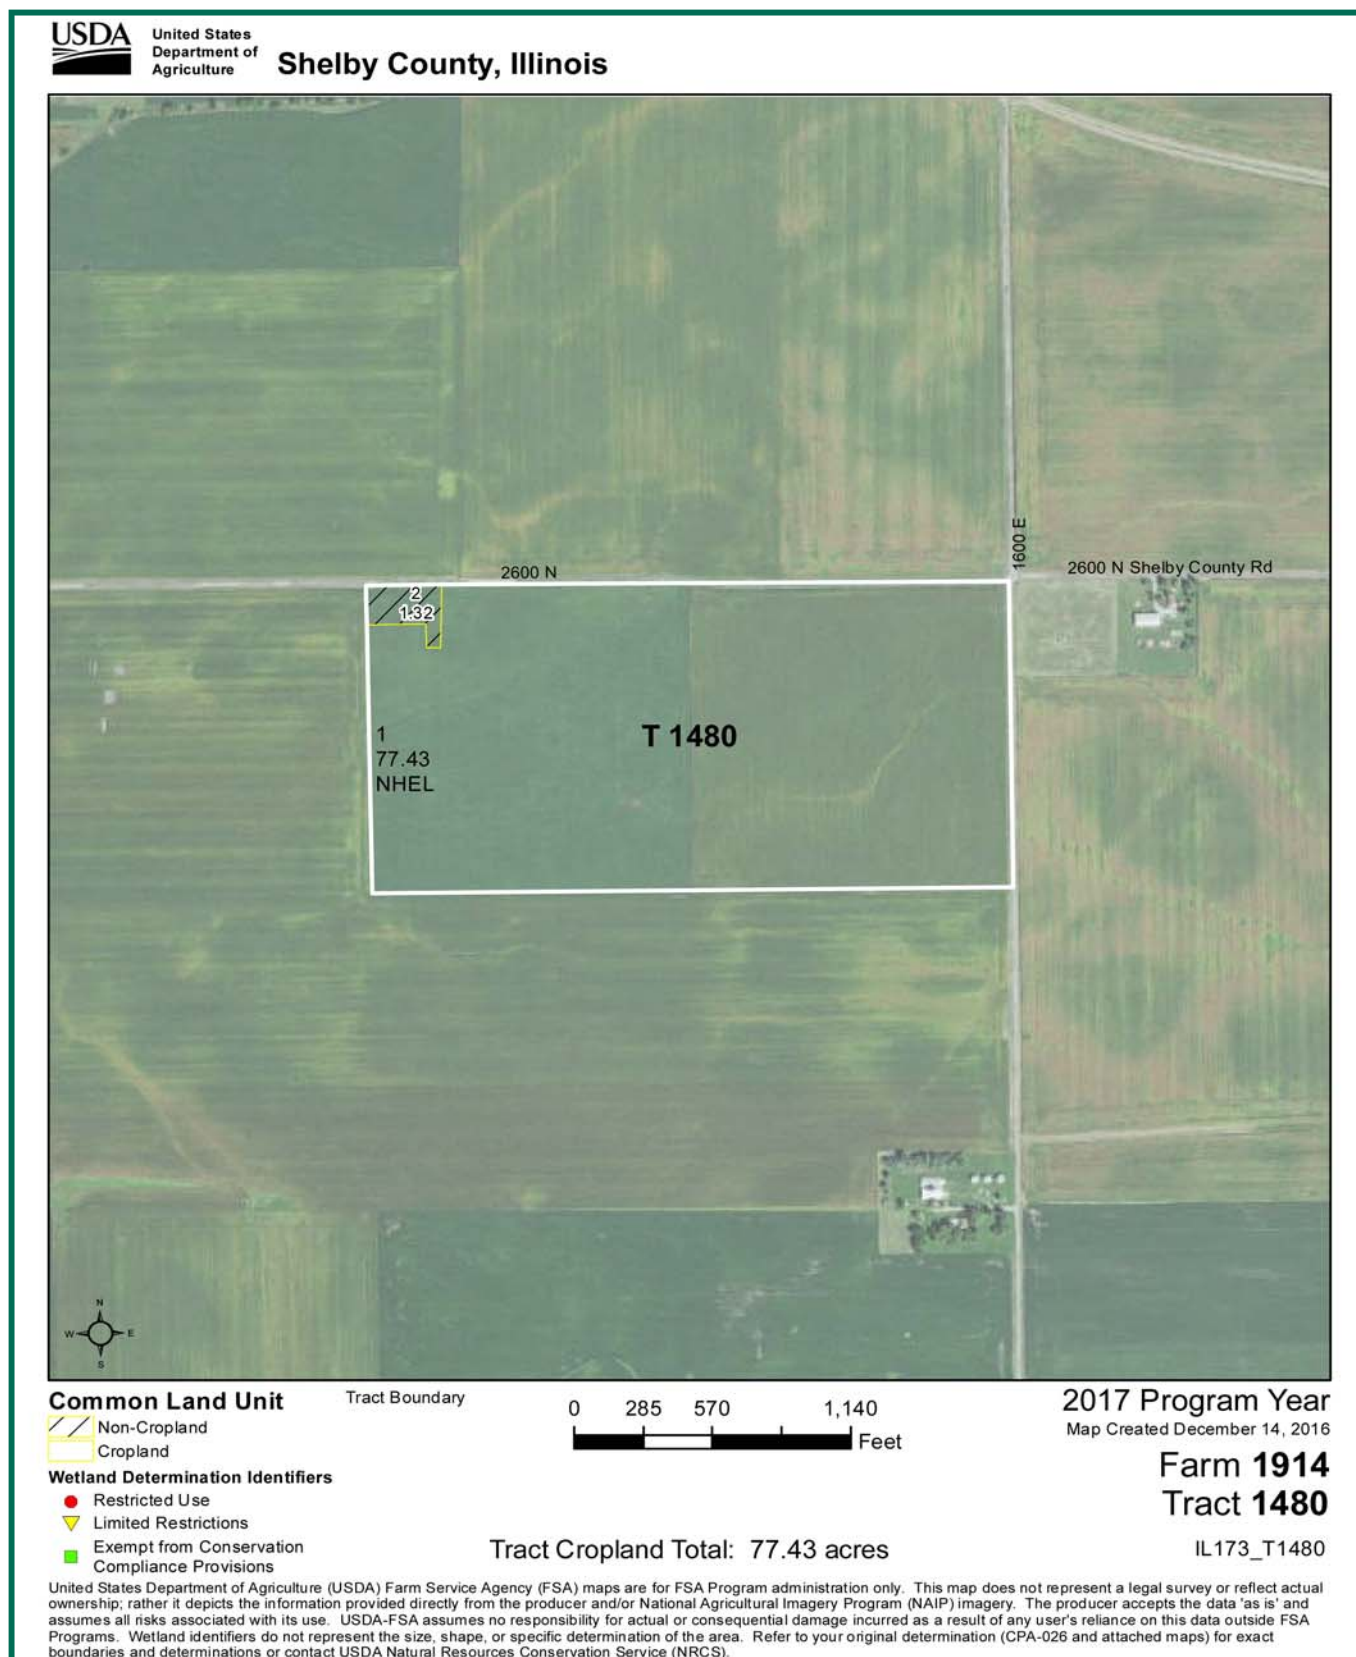 USDA
United States
Department of
Agriculture
Shelby County, Illinois
1600 E
2600 N
2600 N Shelby County Rd
2
1.32
1
77.43
NHEL
T 1480
N
W
E
S
Common Land Unit
Non-Cropland
Cropland
Tract Boundary
Wetland Determination Identifiers
Restricted Use
Limited Restrictions
Exempt from Conservation
Compliance Provisions
0 285 570 1,140
Feet
Tract Cropland Total: 77.43 acres
2017 Program Year
Map Created December 14, 2016
Farm 1914
Tract 1480
IL173_T1480
United States Department of Agriculture (USDA) Farm Service Agency (FSA) maps are for FSA Program administration only. This map does not represent a legal survey or reflect actual
ownership; rather it depicts the information provided directly from the producer and/or National Agricultural Imagery Program (NAIP) imagery. The producer accepts the data 'as is' and
assumes all risks associated with its use. USDA-FSA assumes no responsibility for actual or consequential damage incurred as a result of any user's reliance on this data outside FSA
Programs. Wetland identifiers do not represent the size, shape, or specific determination of the area. Refer to your original determination (CPA-026 and attached maps) for exact
boundaries and determinations or contact USDA Natural Resources Conservation Service (NRCS).